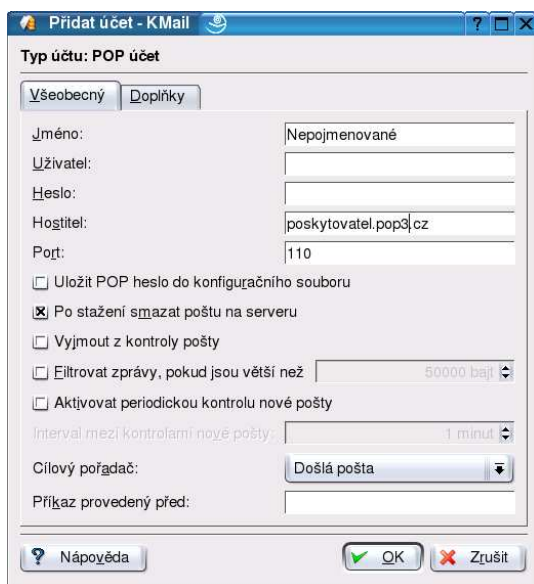 Přidat účet - KMail
Typ účtu: POP účet
Všeobecný Doplňky
Jméno: Nepojmenované
Uživatel:
Heslo:
Hostitel: poskytovatel.pop3.cz
Port: 110
Uložit POP heslo do konfiguračního souboru
Po stažení smazat poštu na serveru
Vyjmout z kontroly pošty
Filtrovat zprávy, pokud jsou větší než 50000 bajt
Aktivovat periodickou kontrolu nové pošty
Interval mezi kontrolami nové pošty: 1 minut
Cílový pořadač: Došlá pošta
Příkaz provedený před:
? Nápověda OK Zrušit